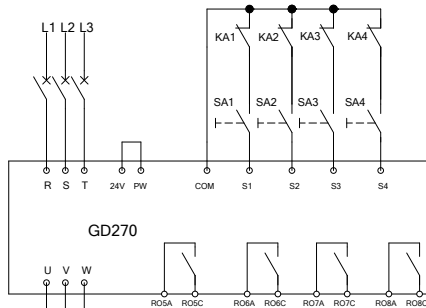 L1 L2 L3
KA1 KA2 KA3 KA4
SA1 SA2 SA3 SA4
R S T 24V PW COM S1 S2 S3 S4
GD270
U V W
RO5A RO5C RO6A RO6C RO7A RO7C RO8A RO8C